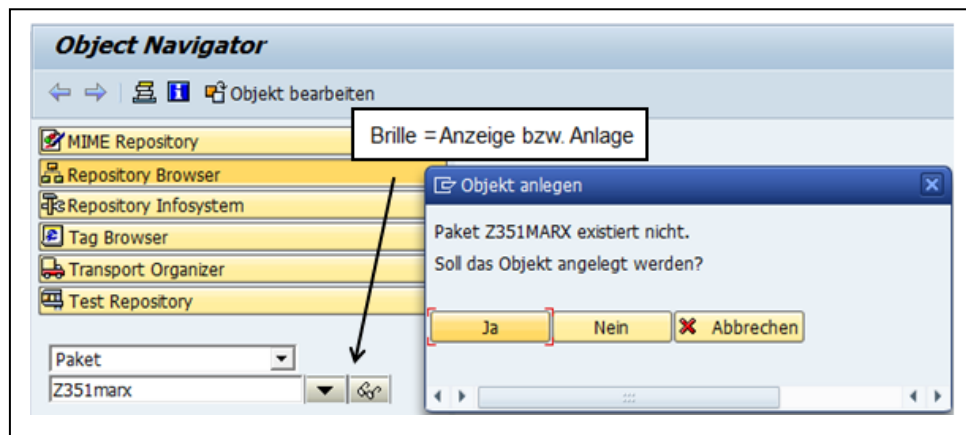 Object Navigator
Objekt bearbeiten
Brille = Anzeige bzw. Anlage
MIME Repository
Repository Browser
Repository Infosystem
Tag Browser
Transport Organizer
Test Repository
Paket
Z351marx
Objekt anlegen
Paket Z351MARX existiert nicht.
Soll das Objekt angelegt werden?
Ja Nein Abbrechen